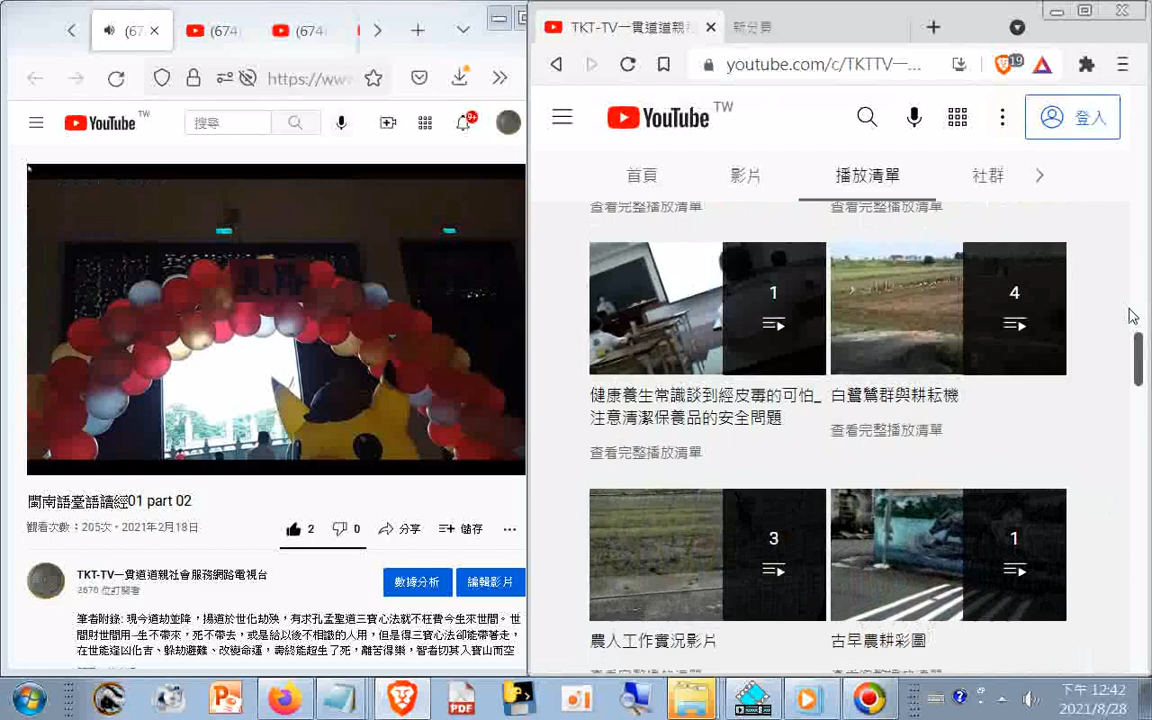 (67
(674)
(674
https://www
TW
YouTube
搜尋
9+
閩南語臺語讀經01 part 02
觀看次數：205次・2021年2月18日
2
0
分享
儲存
TKT-TV一貫道道親社會服務網路電視台
2670 位訂閱者
數據分析
編輯影片
筆者附錄: 現今道劫並降，揚道於世化劫殃，有求孔孟聖道三寶心法就不枉費今生來世間。世
間財世間用一生不帶來，死不帶去，或是給以後不相識的人用，但是得三寶心法卻能帶著走，
在世能逢凶化吉、躲劫避難、改變命運，壽終能超生了死，離苦得樂，智者切其入寶山而空
TKT-TV一貫道道親
新分頁
youtube.com/c/TKTTV一...
19
YouTube
TW
登入
首頁
影片
播放清單
社群
查看完整播放清單
查看完整播放清單
1
4
健康養生常識談到經皮毒的可怕_
注意清潔保養品的安全問題
查看完整播放清單
白鷺鷥群與耕耘機
查看完整播放清單
3
1
農人工作實況影片
古早農耕彩圖
PDF
下午 12:42
2021/8/28